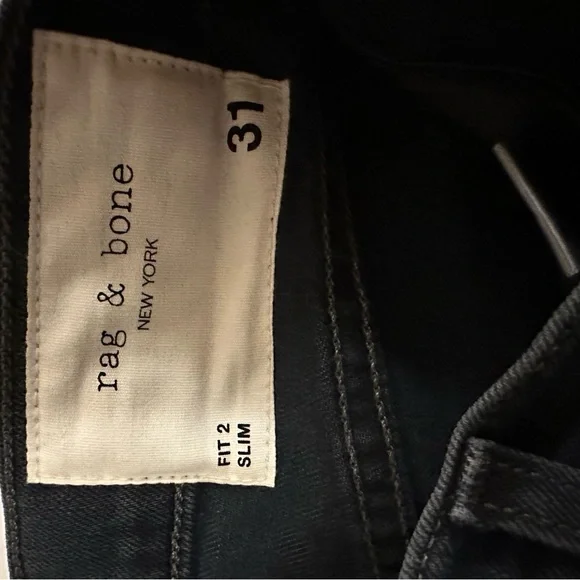 rag & bone
NEW YORK
FIT 2
SLIM
31